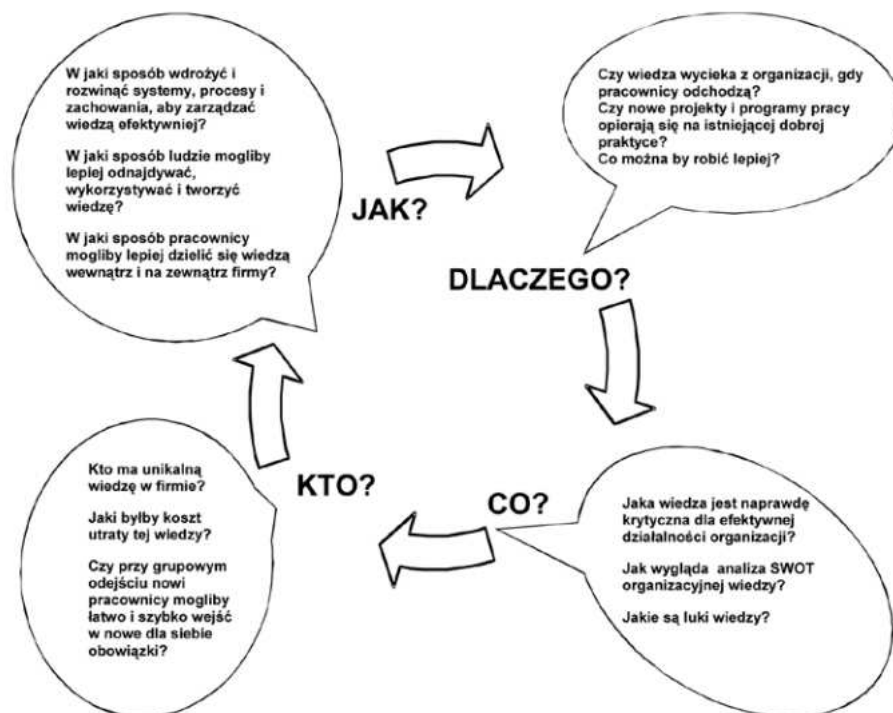 W jaki sposób wdrożyć i
rozwinąć systemy, procesy i
zachowania, aby zarządzać
wiedzą efektywniej?
W jaki sposób ludzie mogliby
lepiej odnajdywać,
wykorzystywać i tworzyć
wiedzę?
W jaki sposób pracownicy
mogliby lepiej dzielić się wiedzą
wewnątrz i na zewnątrz firmy?
JAK?
Czy wiedza wycieka z organizacji, gdy
pracownicy odchodzą?
Czy nowe projekty i programy pracy
opierają się na istniejącej dobrej
praktyce?
Co można by robić lepiej?
DLACZEGO?
CO?
Jaka wiedza jest naprawdę
krytyczna dla efektywnej
działalności organizacji?
Jak wygląda analiza SWOT
organizacyjnej wiedzy?
Jakie są luki wiedzy?
KTO?
Kto ma unikalną
wiedzę w firmie?
Jaki byłby koszt
utraty tej wiedzy?
Czy przy grupowym
odejściu nowi
pracownicy mogliby
łatwo i szybko wejść
w nowe dla siebie
obowiązki?